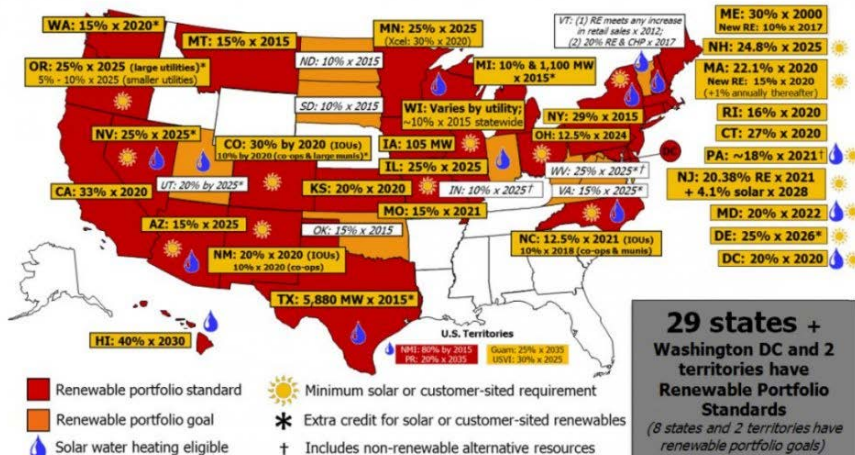 WA: 15% x 2020*
OR: 25% x 2025 (large utilities)*
5% - 10% x 2025 (smaller utilities)
MT: 15% x 2015
ND: 10% x 2015
SD: 10% x 2015
MN: 25% x 2025
(Xcel: 30% x 2020)
MI: 10% & 1,100 MW
x 2015*
WI: Varies by utility;
~10% x 2015 statewide
VT: (1) RE meets any increase
in retail sales x 2012;
(2) 20% RE & CHP x 2017
NY: 29% x 2015
OH: 12.5% x 2024
NV: 25% x 2025*
UT: 20% by 2025*
CO: 30% by 2020 (IOUs)
10% by 2020 (co-ops & large munis)*
IA: 105 MW
IL: 25% x 2025
KS: 20% x 2020
MO: 15% x 2021
IN: 10% x 2025†
WV: 25% x 2025*†
VA: 15% x 2025*
DC
CA: 33% x 2020
AZ: 15% x 2025
NM: 20% x 2020 (IOUs)
10% x 2020 (co-ops)
OK: 15% x 2015
NC: 12.5% x 2021 (IOUs)
10% x 2018 (co-ops & munis)
TX: 5,880 MW x 2015*
HI: 40% x 2030
ME: 30% x 2000
New RE: 10% x 2017
NH: 24.8% x 2025
MA: 22.1% x 2020
New RE: 15% x 2020
(+1% annually thereafter)
RI: 16% x 2020
CT: 27% x 2020
PA: ~18% x 2021†
NJ: 20.38% RE x 2021
+ 4.1% solar x 2028
MD: 20% x 2022
DE: 25% x 2026*
DC: 20% x 2020
U.S. Territories
NMI: 80% by 2015
PR: 20% x 2035
Guam: 25% x 2035
USVI: 30% x 2025
Renewable portfolio standard
Renewable portfolio goal
Solar water heating eligible
Minimum solar or customer-sited requirement
* Extra credit for solar or customer-sited renewables
† Includes non-renewable alternative resources
29 states +
Washington DC and 2
territories have
Renewable Portfolio
Standards
(8 states and 2 territories have
renewable portfolio goals)